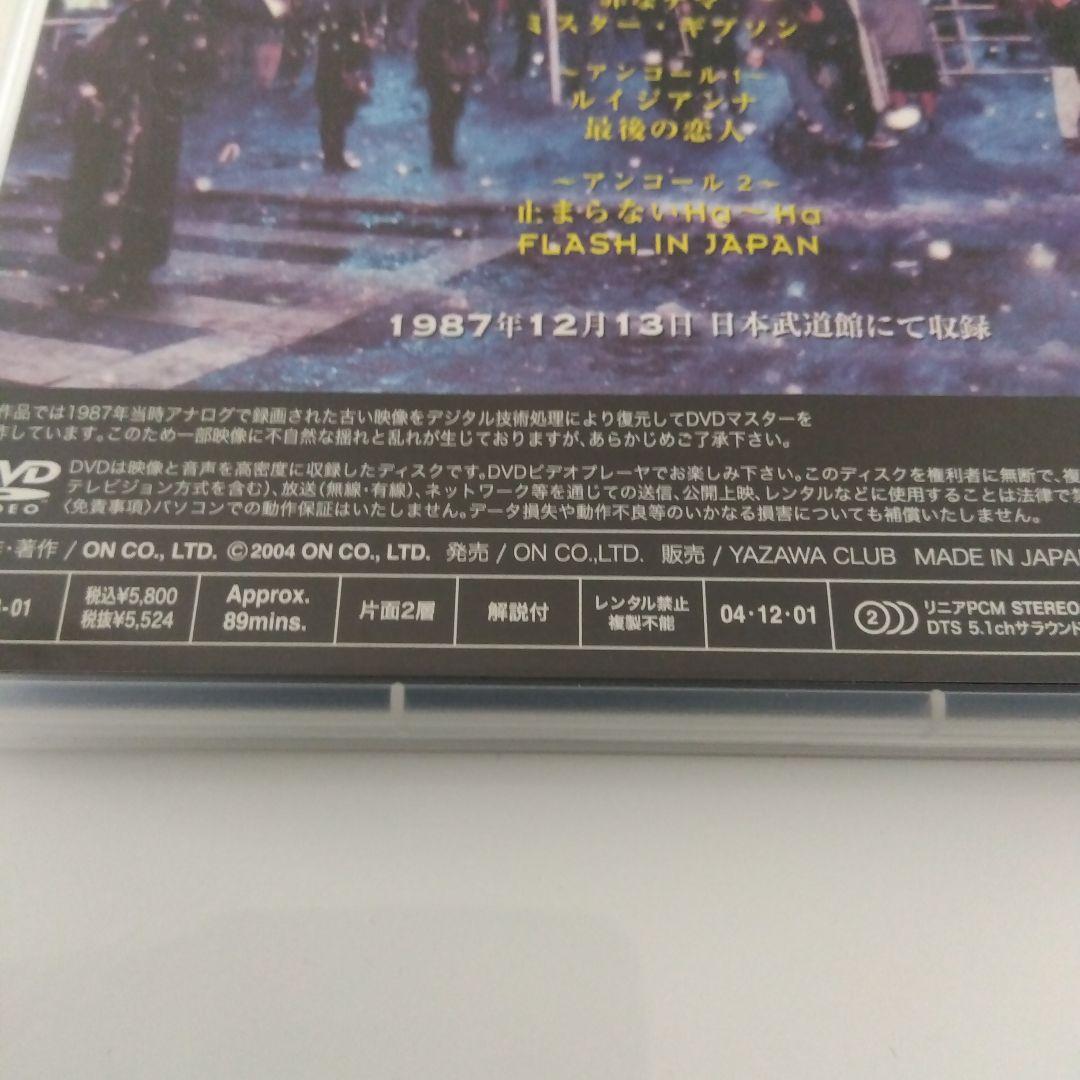 ミスター・ギブソン
〜アンコール 1〜
ルイジアンナ
最後の恋人
〜アンコール 2〜
止まらないHa〜Ha
FLASH IN JAPAN
1987年12月13日 日本武道館にて収録
作品では1987年当時アナログで録画された古い映像をデジタル技術処理により復元してDVDマスターを
作しています。このため一部映像に不自然な揺れと乱れが生じておりますが、あらかじめご了承下さい。
DVDは映像と音声を高密度に収録したディスクです。DVDビデオプレーヤでお楽しみ下さい。このディスクを権利者に無断で、複
テレビジョン方式を含む)、放送(無線・有線)、ネットワーク等を通じての送信、公開上映、レンタルなどに使用することは法律で禁
〈免責事項〉パソコンでの動作保証はいたしません。データ損失や動作不良等のいかなる損害についても補償いたしません。
・著作 / ON CO., LTD. ©2004 ON CO., LTD. 発売 / ON CO.,LTD. 販売 / YAZAWA CLUB MADE IN JAPAN
-01
税込¥5,800
税抜¥5,524
Approx.
89mins.
片面2層
解説付
レンタル禁止
複製不能
04・12・01
2
リニアPCM STEREO
DTS 5.1chサラウンド